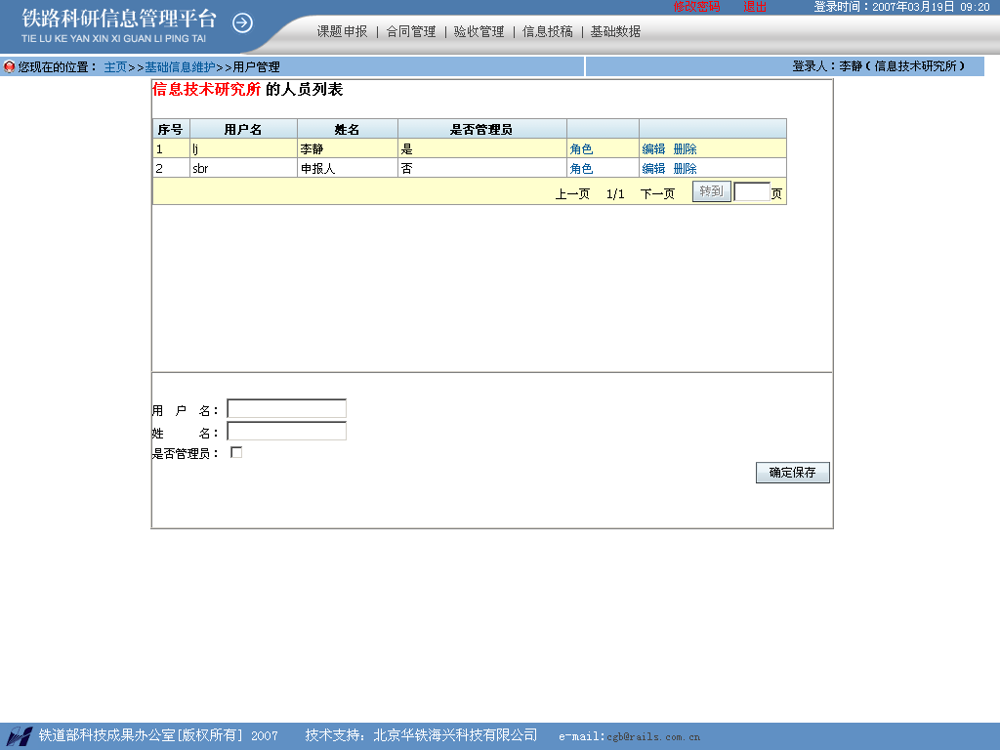 修改密码 退出 登录时间：2007年03月19日 09:20
铁路科研信息管理平台
TIE LU KE YAN XIN XI GUAN LI PING TAI
课题申报 | 合同管理 | 验收管理 | 信息投稿 | 基础数据
您现在的位置： 主页>>基础信息维护>>用户管理 登录人：李静（信息技术研究所）
信息技术研究所 的人员列表
序号 用户名 姓名 是否管理员
1 lj 李静 是 角色 编辑 删除
2 sbr 申报人 否 角色 编辑 删除
上一页 1/1 下一页 转到 页
用 户 名：
姓 名：
是否管理员：
确定保存
铁道部科技成果办公室[版权所有] 2007 技术支持：北京华铁海兴科技有限公司 e-mail:cgb@rails.com.cn